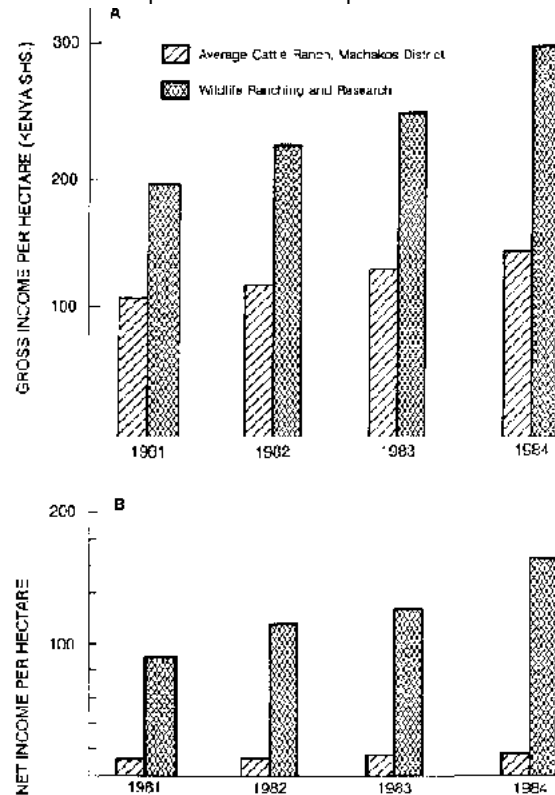 A
300
Average Cattle Ranch, Machakos District
Wildlife Ranching and Research
200
100
GROSS INCOME PER HECTARE (KENYA SHS.)
1981 1982 1983 1984
B
200
100
NET INCOME PER HECTARE
1981 1982 1983 1984